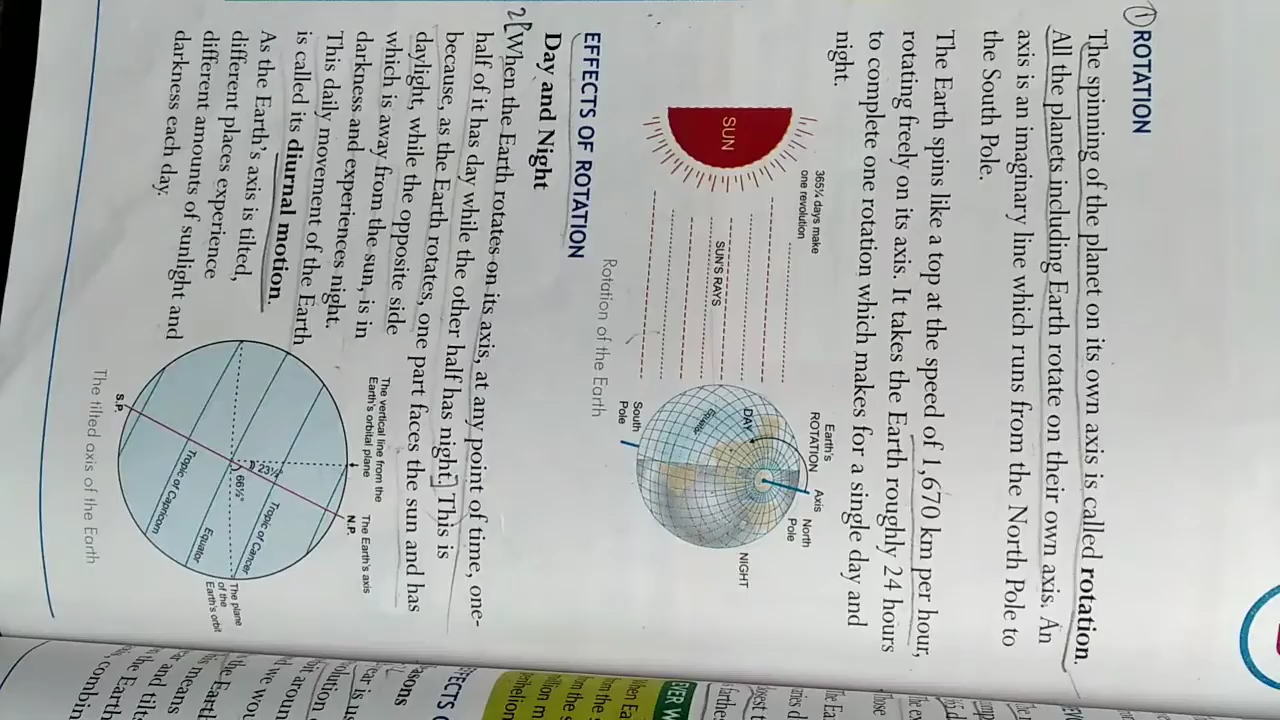 1 ROTATION
The spinning of the planet on its own axis is called rotation.
All the planets including Earth rotate on their own axis. An
axis is an imaginary line which runs from the North Pole to
the South Pole.
The Earth spins like a top at the speed of 1,670 km per hour,
rotating freely on its axis. It takes the Earth roughly 24 hours
to complete one rotation which makes for a single day and
night.
365¼ days make
one revolution
SUN
SUN'S RAYS
Earth's
ROTATION
Axis
North
Pole
DAY
Equator
NIGHT
South
Pole
Rotation of the Earth
EFFECTS OF ROTATION
Day and Night
2[When the Earth rotates on its axis, at any point of time, one-
half of it has day while the other half has night.] This is
because, as the Earth rotates, one part faces the sun and has
daylight, while the opposite side
which is away from the sun, is in
darkness and experiences night.
This daily movement of the Earth
is called its diurnal motion.
As the Earth's axis is tilted,
different places experience
different amounts of sunlight and
darkness each day.
The vertical line from the
Earth's orbital plane
The Earth's axis
N.P.
23½°
66½°
Tropic of Cancer
Equator
Tropic of Capricorn
The plane
of the
Earth's orbit
S.P.
The tilted axis of the Earth
EVER W
When Ea
om the s
llion m